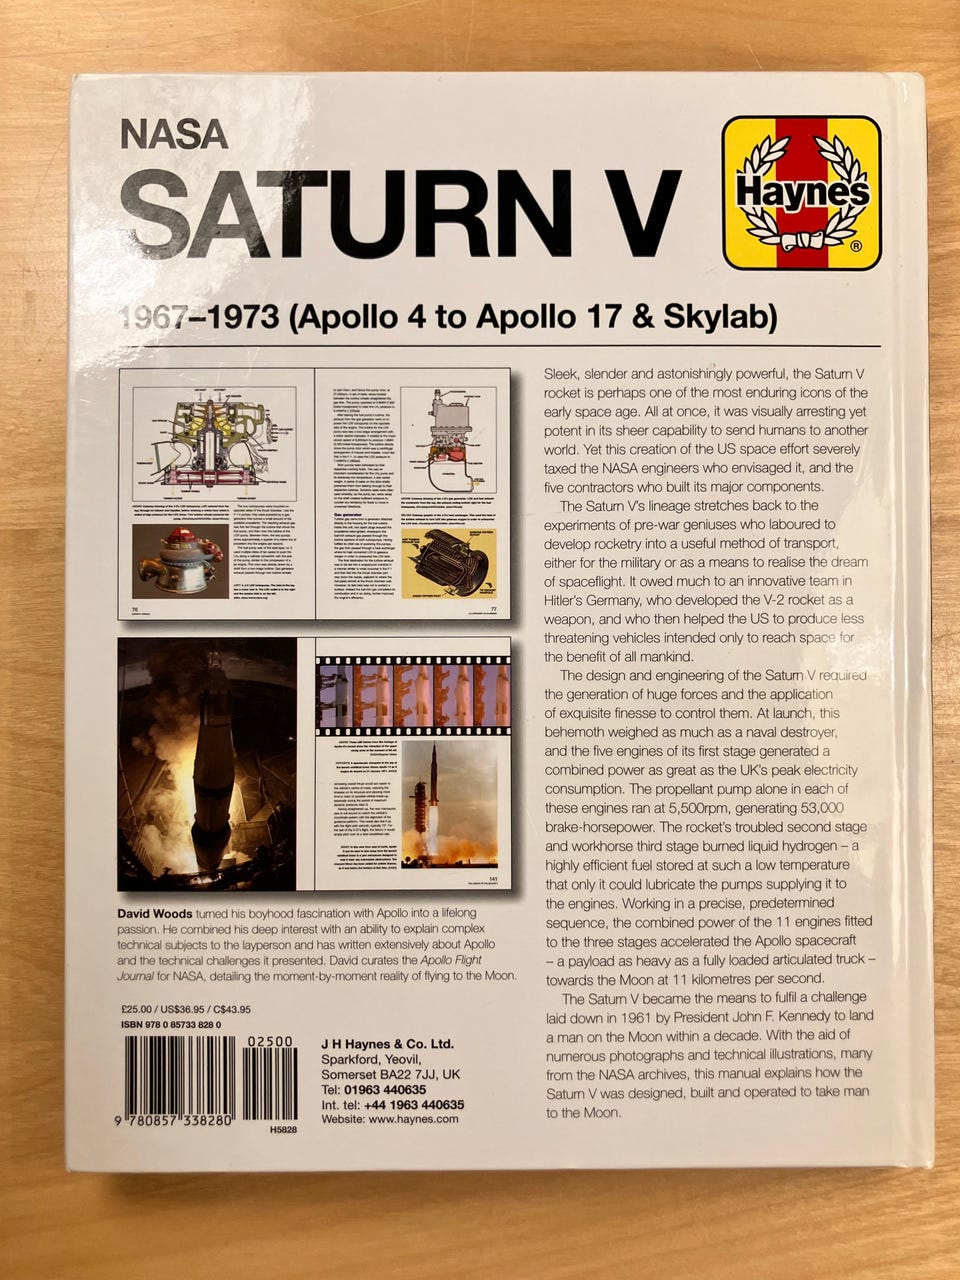 NASA
SATURN V
Haynes
®
1967–1973 (Apollo 4 to Apollo 17 & Skylab)
Gas generator
76
77
141
David Woods turned his boyhood fascination with Apollo into a lifelong
passion. He combined his deep interest with an ability to explain complex
technical subjects to the layperson and has written extensively about Apollo
and the technical challenges it presented. David curates the Apollo Flight
Journal for NASA, detailing the moment-by-moment reality of flying to the Moon.
£25.00 / US$36.95 / C$43.95
ISBN 978 0 85733 828 0
02500
9 780857 338280
H5828
J H Haynes & Co. Ltd.
Sparkford, Yeovil,
Somerset BA22 7JJ, UK
Tel: 01963 440635
Int. tel: +44 1963 440635
Website: www.haynes.com
Sleek, slender and astonishingly powerful, the Saturn V
rocket is perhaps one of the most enduring icons of the
early space age. All at once, it was visually arresting yet
potent in its sheer capability to send humans to another
world. Yet this creation of the US space effort severely
taxed the NASA engineers who envisaged it, and the
five contractors who built its major components.
The Saturn V's lineage stretches back to the
experiments of pre-war geniuses who laboured to
develop rocketry into a useful method of transport,
either for the military or as a means to realise the dream
of spaceflight. It owed much to an innovative team in
Hitler's Germany, who developed the V-2 rocket as a
weapon, and who then helped the US to produce less
threatening vehicles intended only to reach space for
the benefit of all mankind.
The design and engineering of the Saturn V required
the generation of huge forces and the application
of exquisite finesse to control them. At launch, this
behemoth weighed as much as a naval destroyer,
and the five engines of its first stage generated a
combined power as great as the UK's peak electricity
consumption. The propellant pump alone in each of
these engines ran at 5,500rpm, generating 53,000
brake-horsepower. The rocket's troubled second stage
and workhorse third stage burned liquid hydrogen – a
highly efficient fuel stored at such a low temperature
that only it could lubricate the pumps supplying it to
the engines. Working in a precise, predetermined
sequence, the combined power of the 11 engines fitted
to the three stages accelerated the Apollo spacecraft
– a payload as heavy as a fully loaded articulated truck –
towards the Moon at 11 kilometres per second.
The Saturn V became the means to fulfil a challenge
laid down in 1961 by President John F. Kennedy to land
a man on the Moon within a decade. With the aid of
numerous photographs and technical illustrations, many
from the NASA archives, this manual explains how the
Saturn V was designed, built and operated to take man
to the Moon.